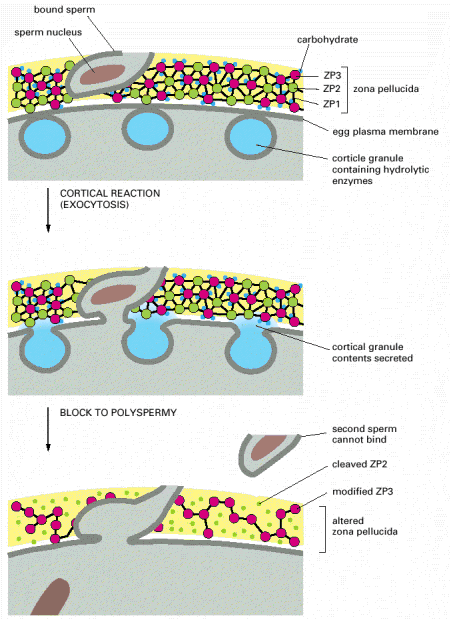 bound sperm
sperm nucleus
carbohydrate
ZP3
ZP2
zona pellucida
ZP1
egg plasma membrane
corticle granule
containing hydrolytic
enzymes
CORTICAL REACTION
(EXOCYTOSIS)
cortical granule
contents secreted
BLOCK TO POLYSPERMY
second sperm
cannot bind
cleaved ZP2
modified ZP3
altered
zona pellucida